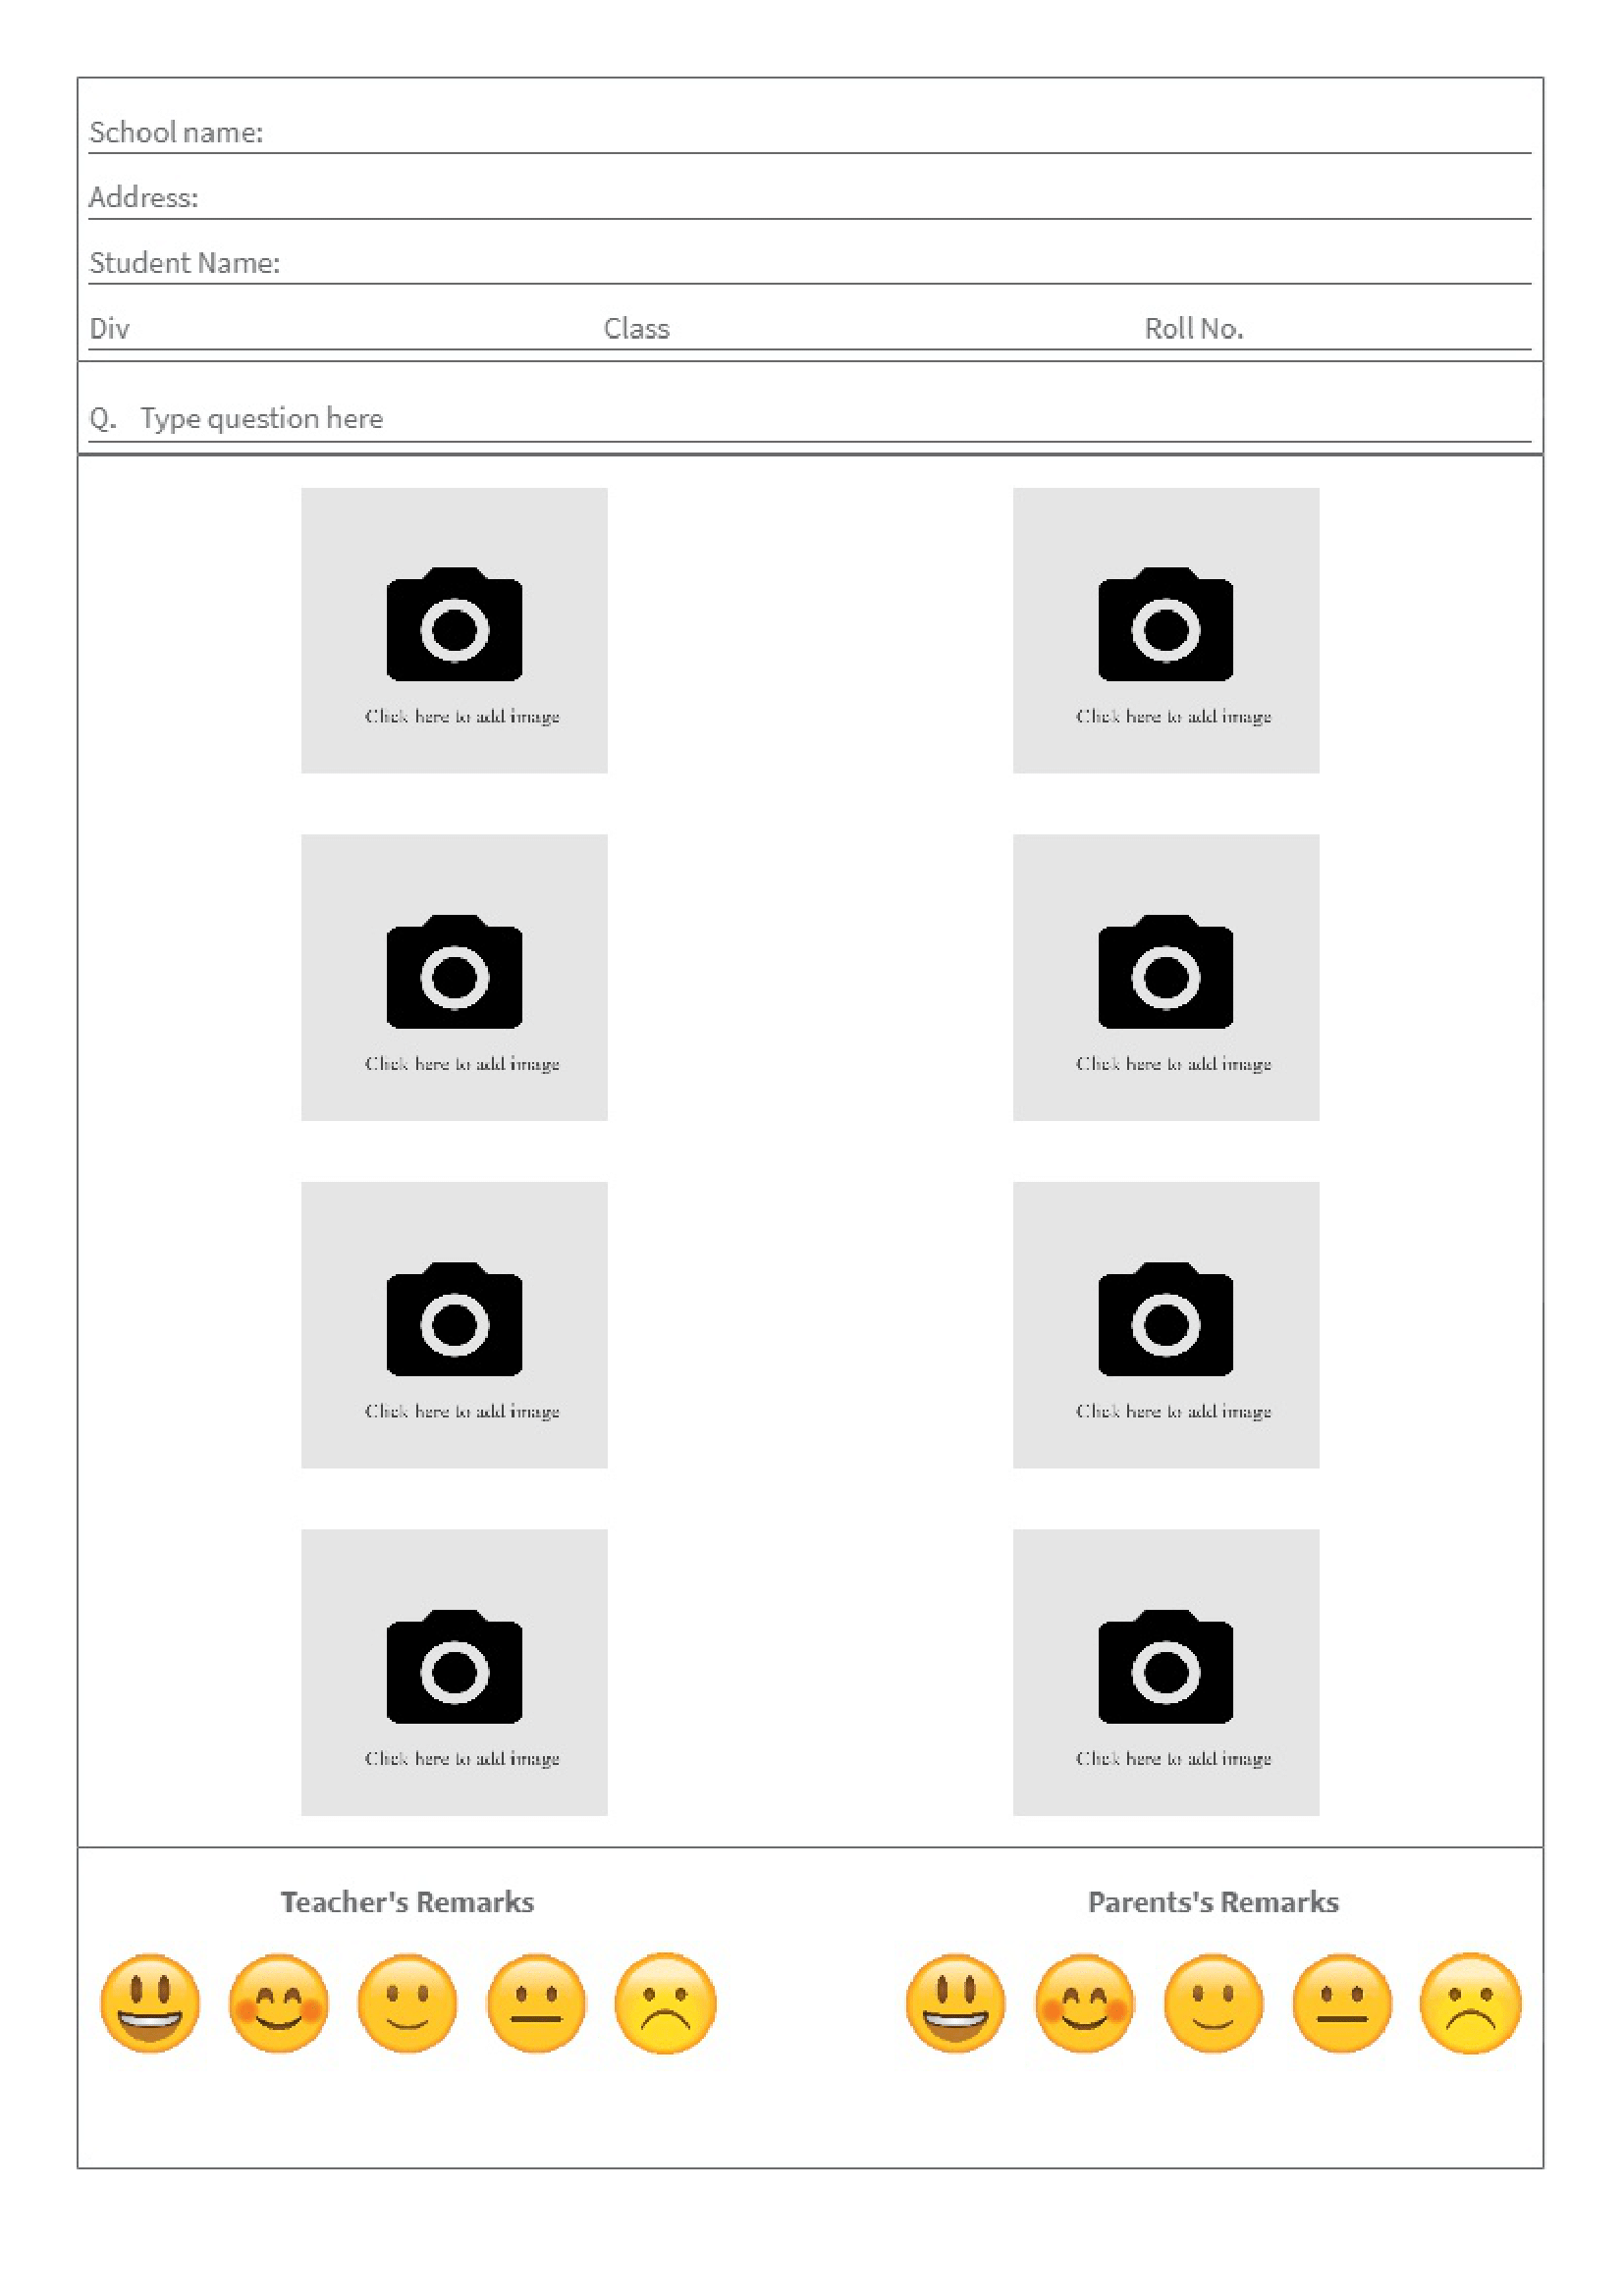 School name:
Address:
Student Name:
Div Class Roll No.
Q. Type question here
Click here to add image Click here to add image
Click here to add image Click here to add image
Click here to add image Click here to add image
Click here to add image Click here to add image
Teacher's Remarks Parents's Remarks